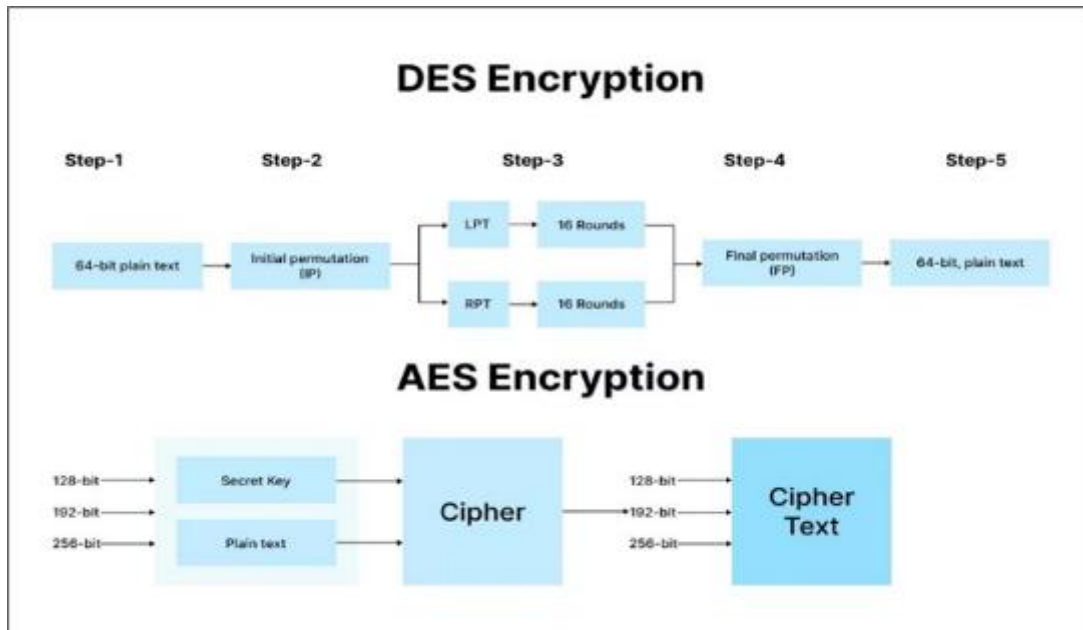 DES Encryption
Step-1 Step-2 Step-3 Step-4 Step-5
LPT 16 Rounds
64-bit plain text Initial permutation Final permutation 64-bit, plain text
(IP) (FP)
RPT 16 Rounds
AES Encryption
128-bit Secret Key 128-bit
192-bit Cipher 192-bit Cipher
Text
256-bit Plain text 256-bit